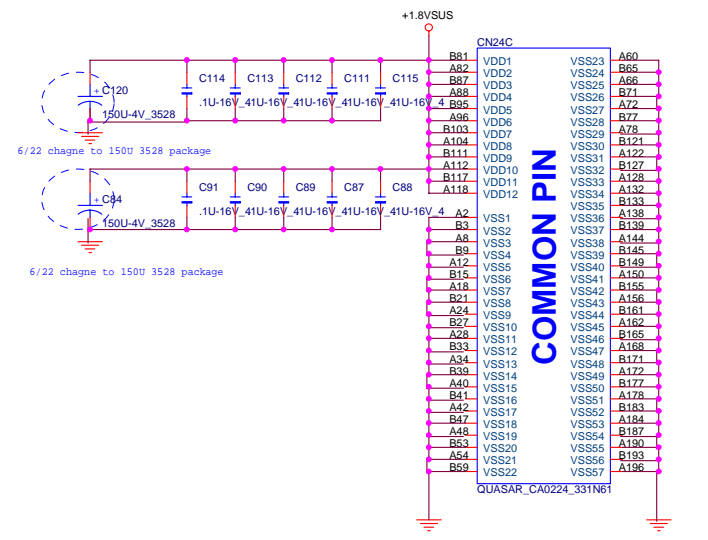 +1.8VSUS
CN24C
B81 VDD1 VSS23 A60
A82 VDD2 VSS24 B65
B87 VDD3 VSS25 A66
A88 VDD4 VSS26 B71
B95 VDD5 VSS27 A72
A96 VDD6 VSS28 B77
B103 VDD7 VSS29 A78
A104 VDD8 VSS30 B121
B111 VDD9 VSS31 A122
A112 VDD10 VSS32 B127
B117 VDD11 VSS33 A128
A118 VDD12 VSS34 A132
VSS35 B133
A2 VSS1 VSS36 A138
B3 VSS2 VSS37 B139
A8 VSS3 VSS38 A144
B9 VSS4 VSS39 B145
A12 VSS5 VSS40 B149
B15 VSS6 VSS41 A150
A18 VSS7 VSS42 B155
B21 VSS8 VSS43 A156
A24 VSS9 VSS44 B161
B27 VSS10 VSS45 A162
A28 VSS11 VSS46 B165
B33 VSS12 VSS47 A168
A34 VSS13 VSS48 B171
B39 VSS14 VSS49 A172
A40 VSS15 VSS50 B177
B41 VSS16 VSS51 A178
A42 VSS17 VSS52 B183
B47 VSS18 VSS53 A184
A48 VSS19 VSS54 B187
B53 VSS20 VSS55 A190
A54 VSS21 VSS56 B193
B59 VSS22 VSS57 A196
COMMON PIN
QUASAR_CA0224_331N61
C114 C113 C112 C111 C115
+ C120
.1U-16V_4 .1U-16V_4 .1U-16V_4 .1U-16V_4 .1U-16V_4
150U-4V_3528
6/22 chagne to 150U 3528 package
C91 C90 C89 C87 C88
+ C84
.1U-16V_4 .1U-16V_4 .1U-16V_4 .1U-16V_4 .1U-16V_4
150U-4V_3528
6/22 chagne to 150U 3528 package